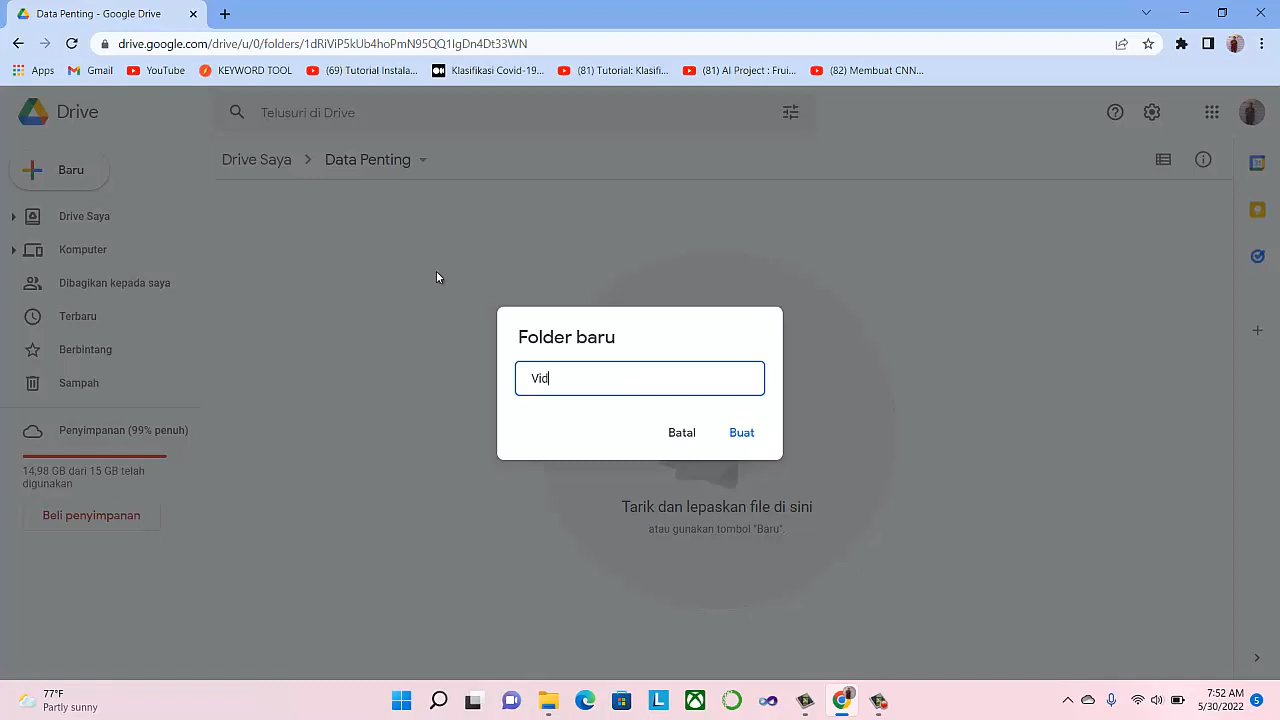 Data Penting - Google Drive
drive.google.com/drive/u/0/folders/1dRiViP5kUb4hoPmN95QQ1IgDn4Dt33WN
Apps Gmail YouTube KEYWORD TOOL (69) Tutorial Instala... Klasifikasi Covid-19... (81) Tutorial: Klasifi... (81) AI Project : Frui... (82) Membuat CNN...
Drive
Telusuri di Drive
Baru
Drive Saya > Data Penting
Drive Saya
Komputer
Dibagikan kepada saya
Terbaru
Berbintang
Sampah
Penyimpanan (99% penuh)
14,98 GB dari 15 GB telah
digunakan
Beli penyimpanan
Folder baru
Vid
Batal Buat
Tarik dan lepaskan file di sini
atau gunakan tombol "Baru"
77°F
Partly sunny
7:52 AM
5/30/2022
5